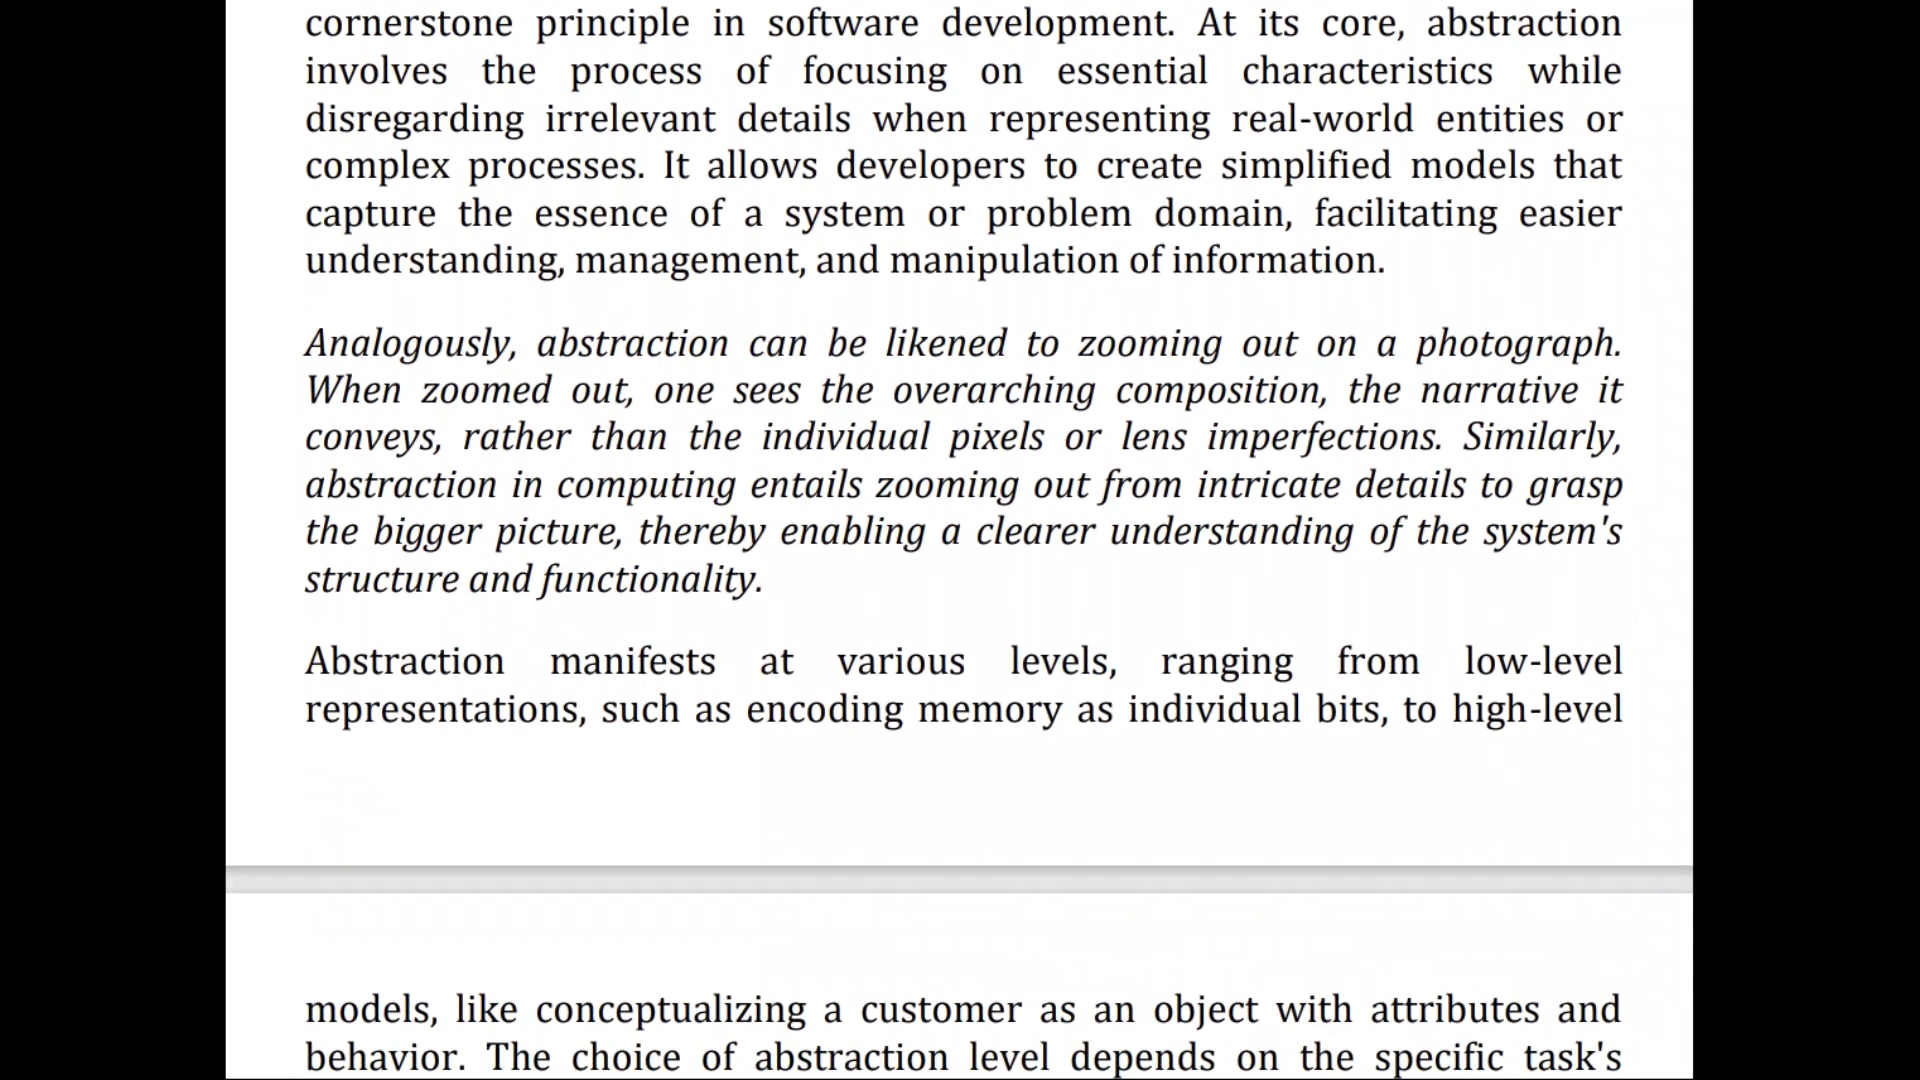 cornerstone principle in software development. At its core, abstraction
involves the process of focusing on essential characteristics while
disregarding irrelevant details when representing real-world entities or
complex processes. It allows developers to create simplified models that
capture the essence of a system or problem domain, facilitating easier
understanding, management, and manipulation of information.
Analogously, abstraction can be likened to zooming out on a photograph.
When zoomed out, one sees the overarching composition, the narrative it
conveys, rather than the individual pixels or lens imperfections. Similarly,
abstraction in computing entails zooming out from intricate details to grasp
the bigger picture, thereby enabling a clearer understanding of the system's
structure and functionality.
Abstraction manifests at various levels, ranging from low-level
representations, such as encoding memory as individual bits, to high-level
models, like conceptualizing a customer as an object with attributes and
behavior. The choice of abstraction level depends on the specific task's